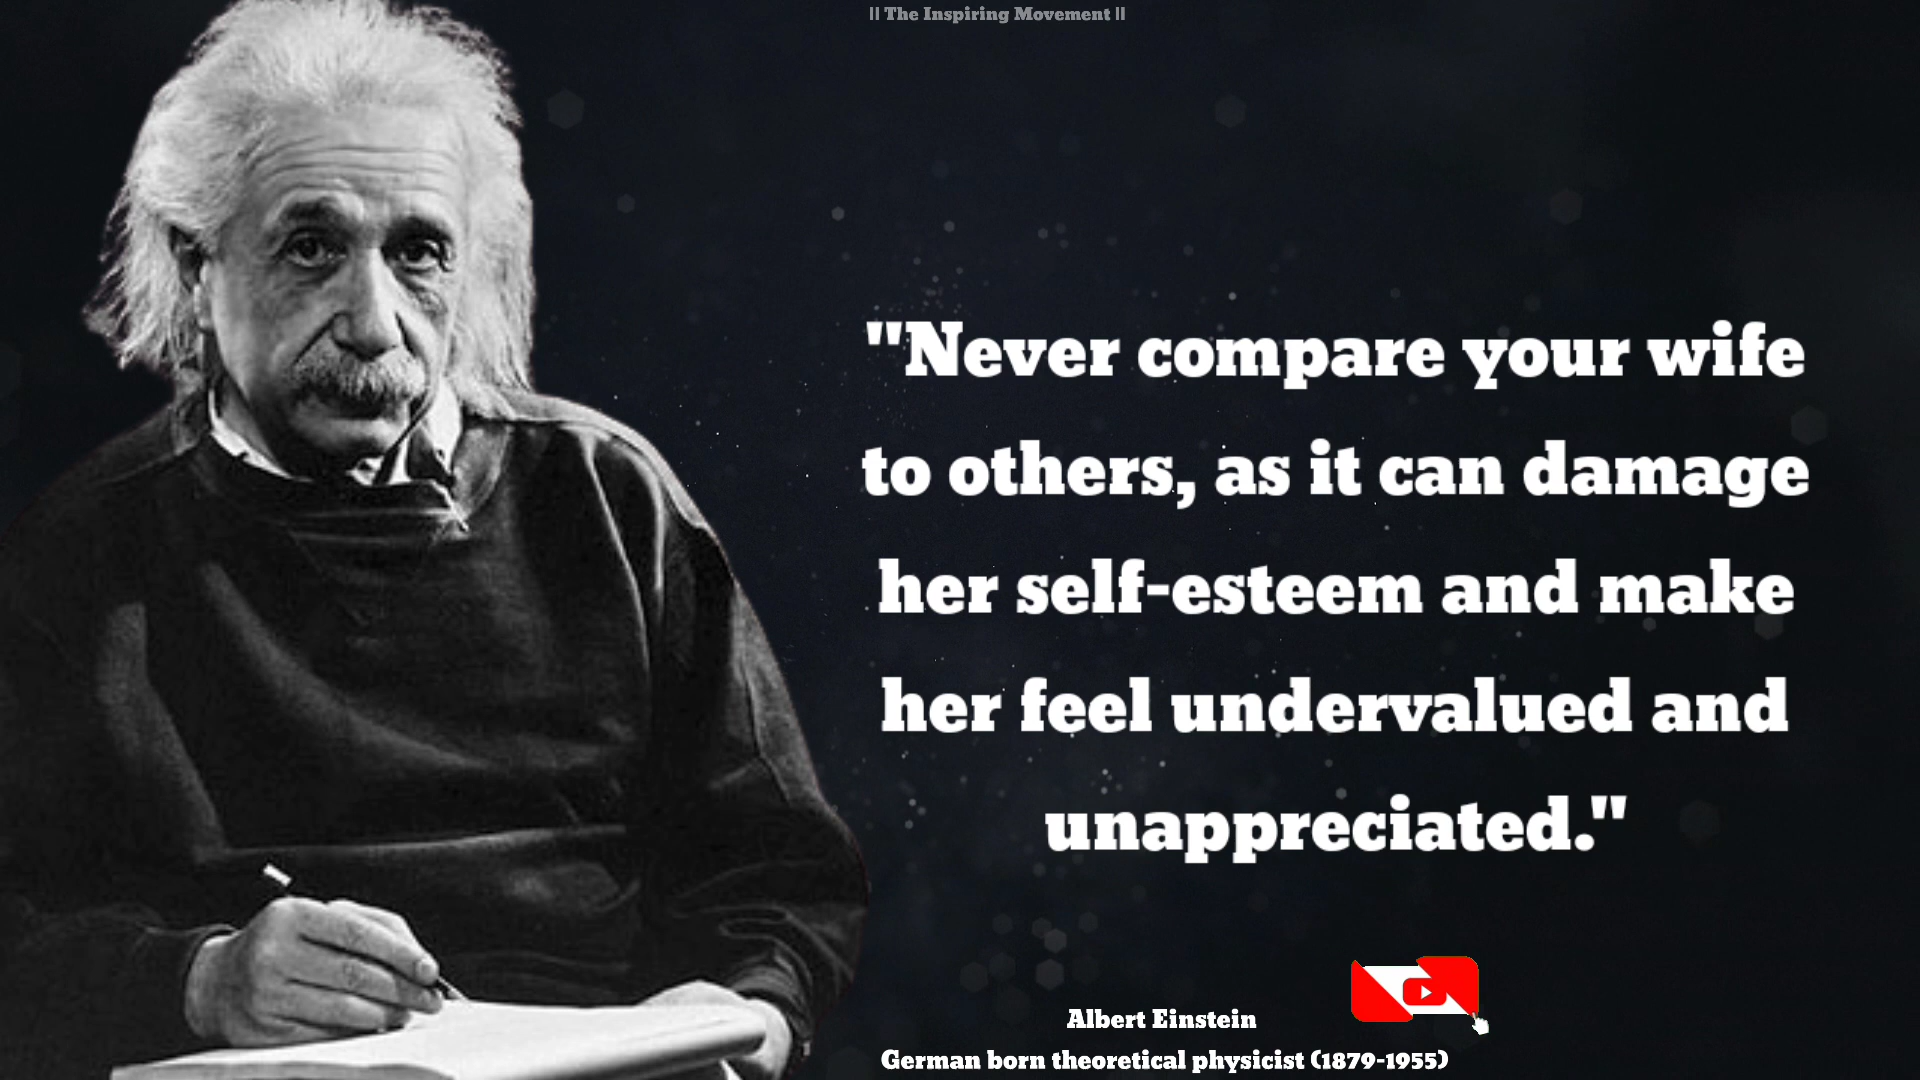 || The Inspiring Movement ||
"Never compare your wife
to others, as it can damage
her self-esteem and make
her feel undervalued and
unappreciated."
Albert Einstein
German born theoretical physicist (1879-1955)